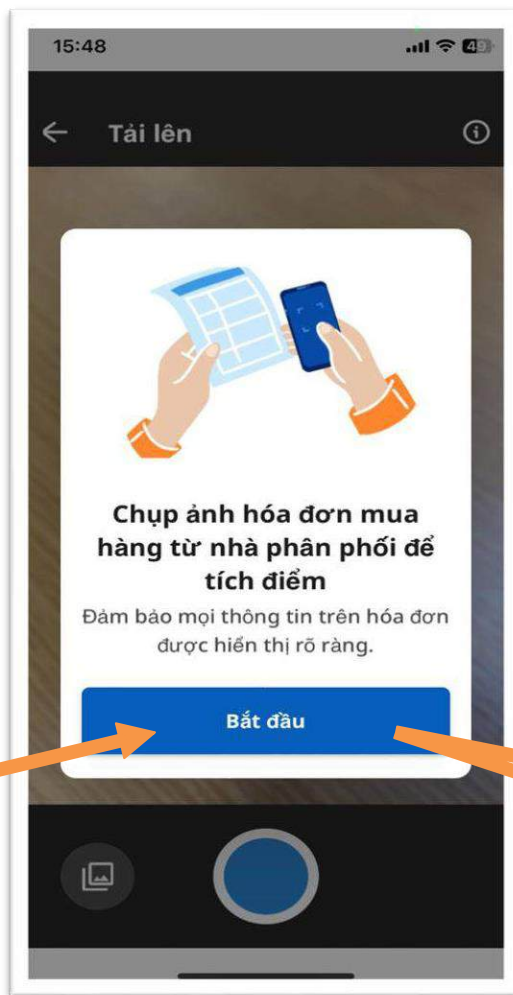 15:48
49
Tải lên
Chụp ảnh hóa đơn mua
hàng từ nhà phân phối để
tích điểm
Đảm bảo mọi thông tin trên hóa đơn
được hiển thị rõ ràng.
Bắt đầu